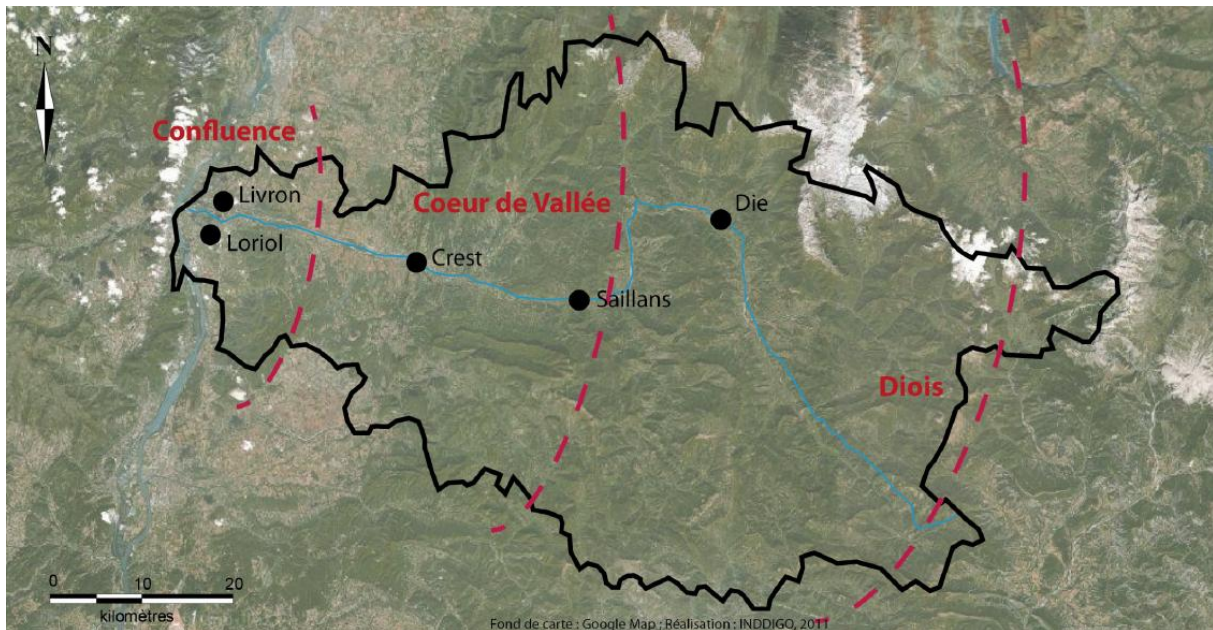 N
Confluence
Livron
Loriol
Coeur de Vallée
Crest
Die
Saillans
Diois
0 10 20
kilomètres
Fond de carte : Google Map ; Réalisation : INDDIGO, 2011